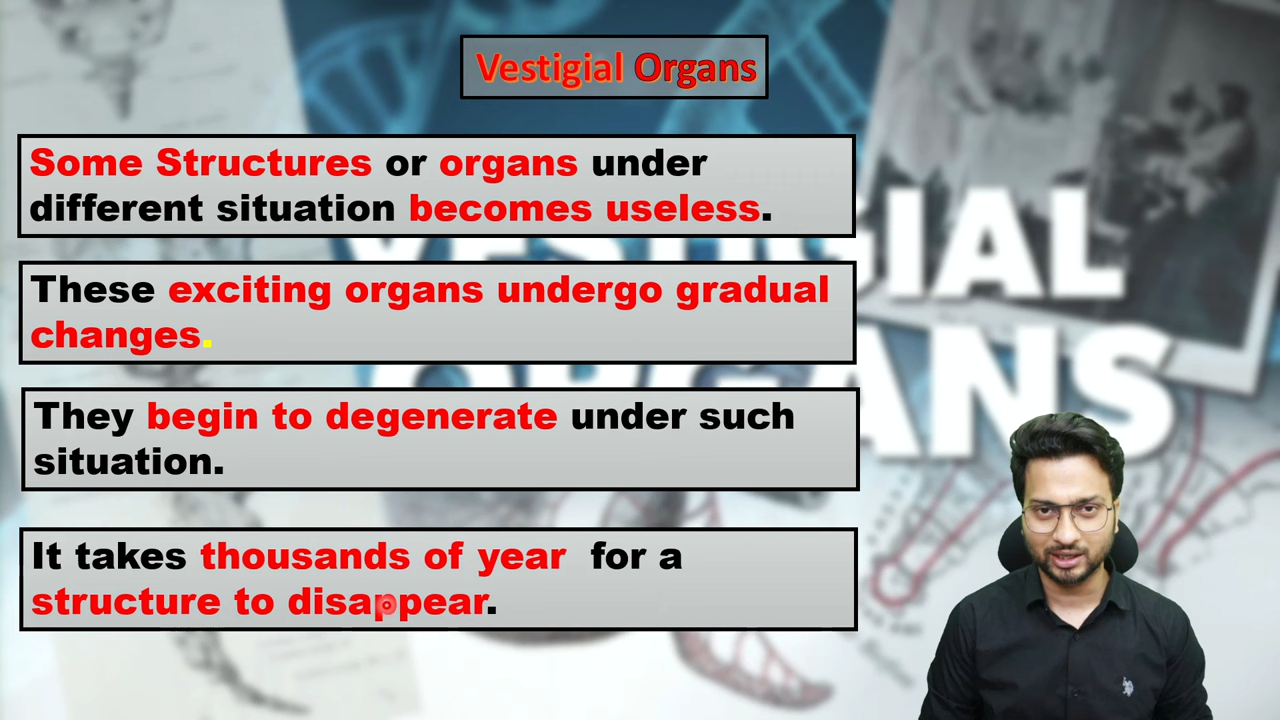 Vestigial Organs
Some Structures or organs under
different situation becomes useless.
These exciting organs undergo gradual
changes.
They begin to degenerate under such
situation.
It takes thousands of year for a
structure to disappear.